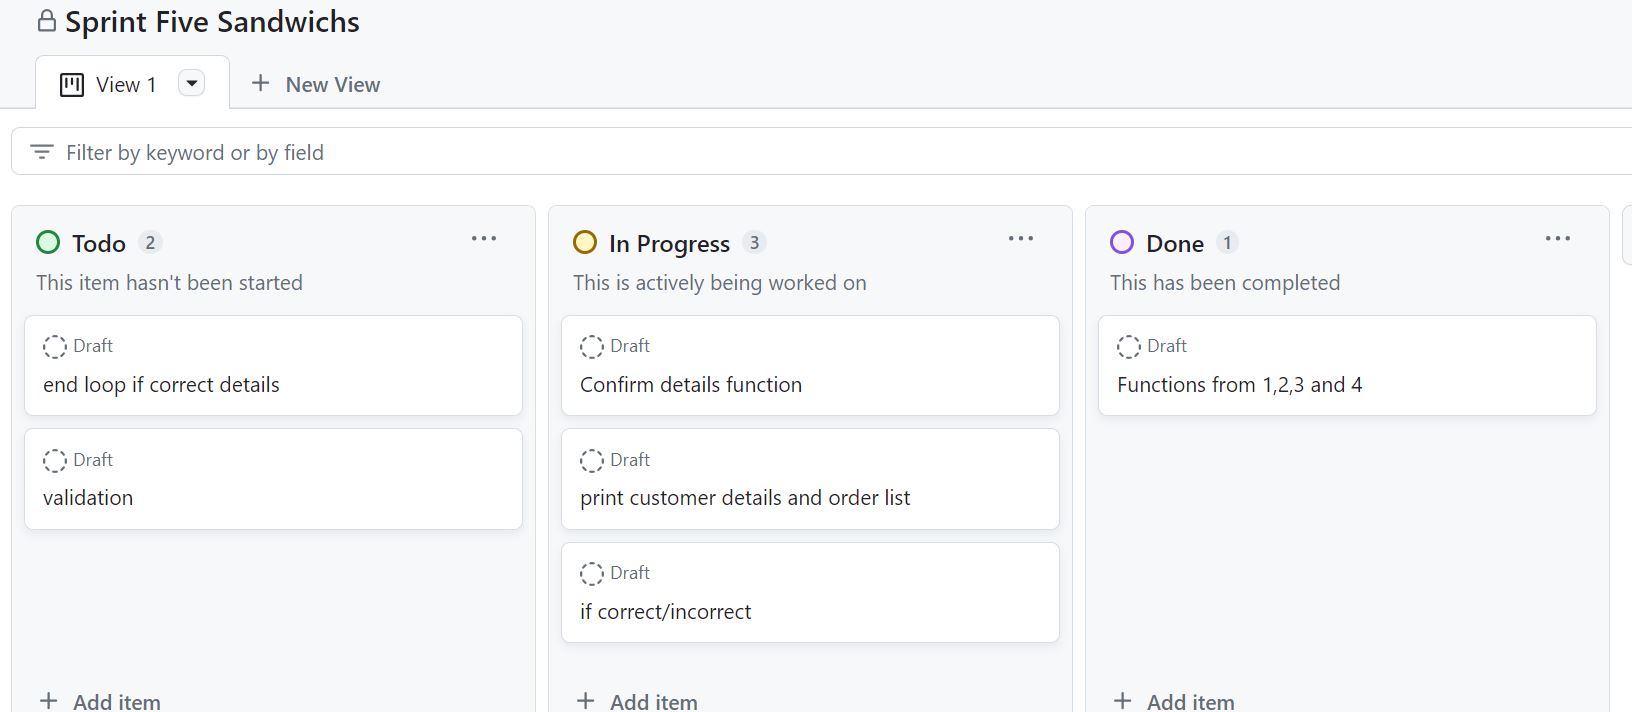 Sprint Five Sandwichs
View 1
New View
Filter by keyword or by field
Todo 2
This item hasn't been started
Draft
end loop if correct details
Draft
validation
Add item
In Progress 3
This is actively being worked on
Draft
Confirm details function
Draft
print customer details and order list
Draft
if correct/incorrect
Add item
Done 1
This has been completed
Draft
Functions from 1,2,3 and 4
Add item